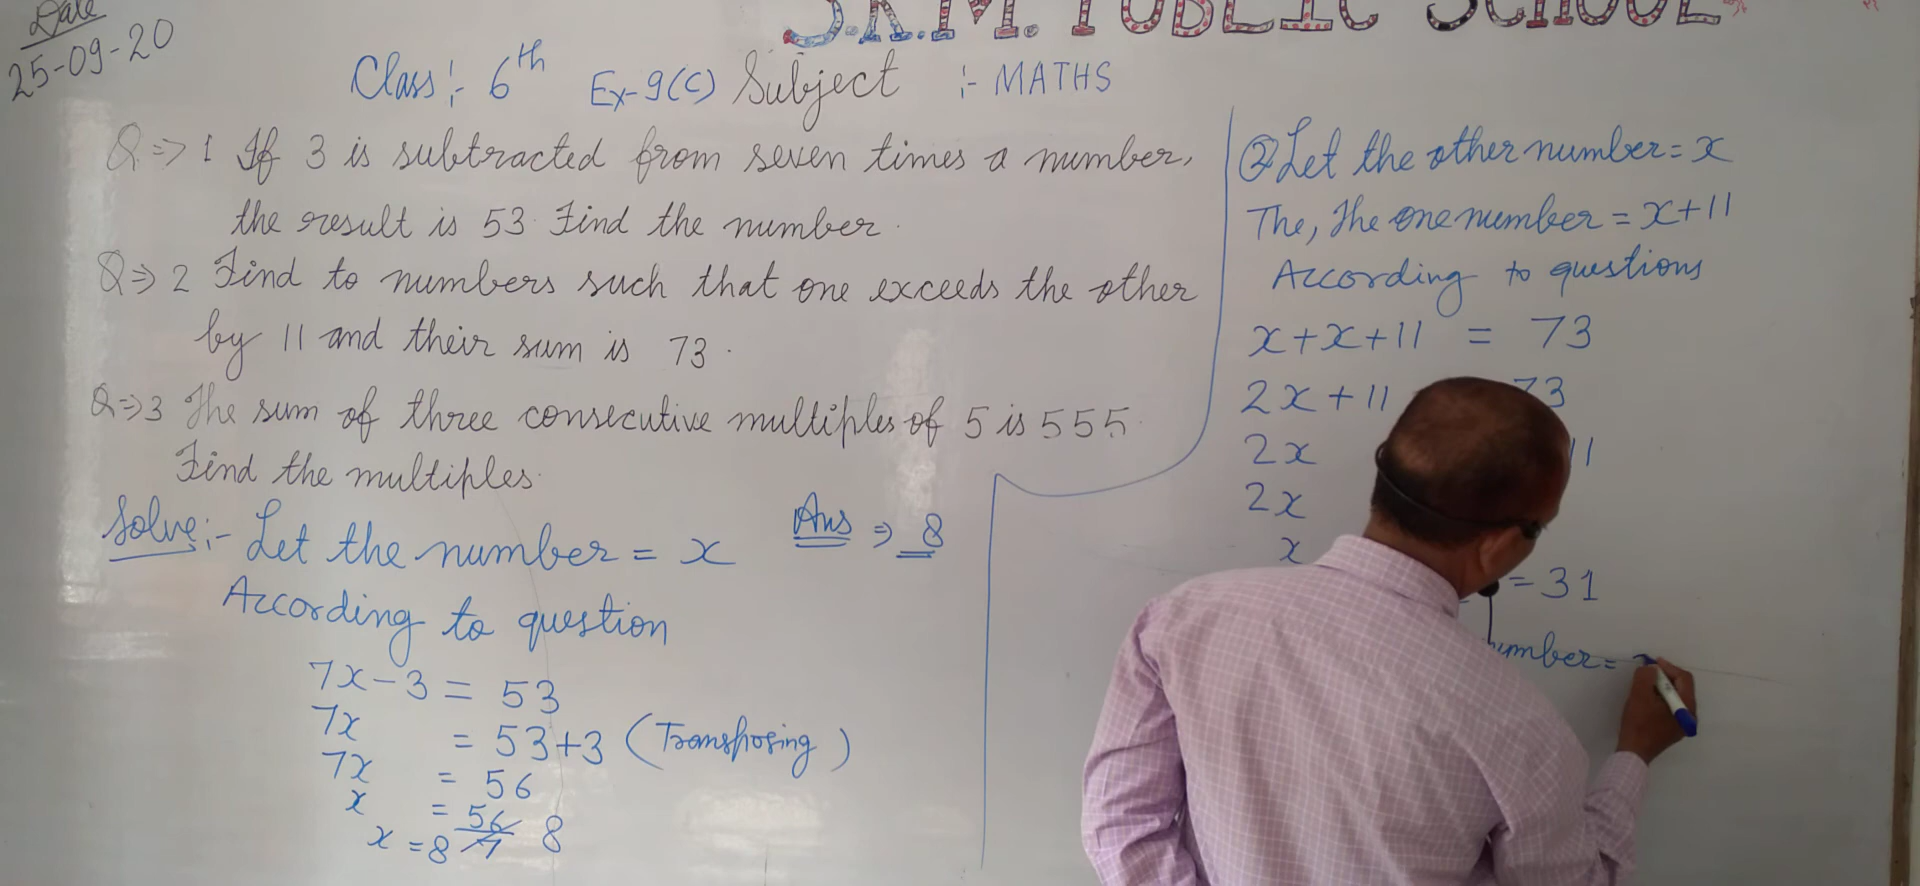 Date
25-09-20
S.R.M. PUBLIC SCHOOL
Class :- 6th Ex-9(C) Subject :- MATHS
Q⇒1 If 3 is subtracted from seven times a number,
the result is 53. Find the number.
Q⇒2 Find to numbers such that one exceeds the other
by 11 and their sum is 73.
Q⇒3 The sum of three consecutive multiples of 5 is 555.
Find the multiples.
Solve :- Let the number = x
According to question
7x-3 = 53
7x = 53+3 (Transposing)
7x = 56
x = 56/7 8
x = 8
Ans ⇒ 8
② Let the other number = x
The, the one number = x+11
According to questions
x+x+11 = 73
2x+11 73
2x 11
2x
x
= 31
umber =